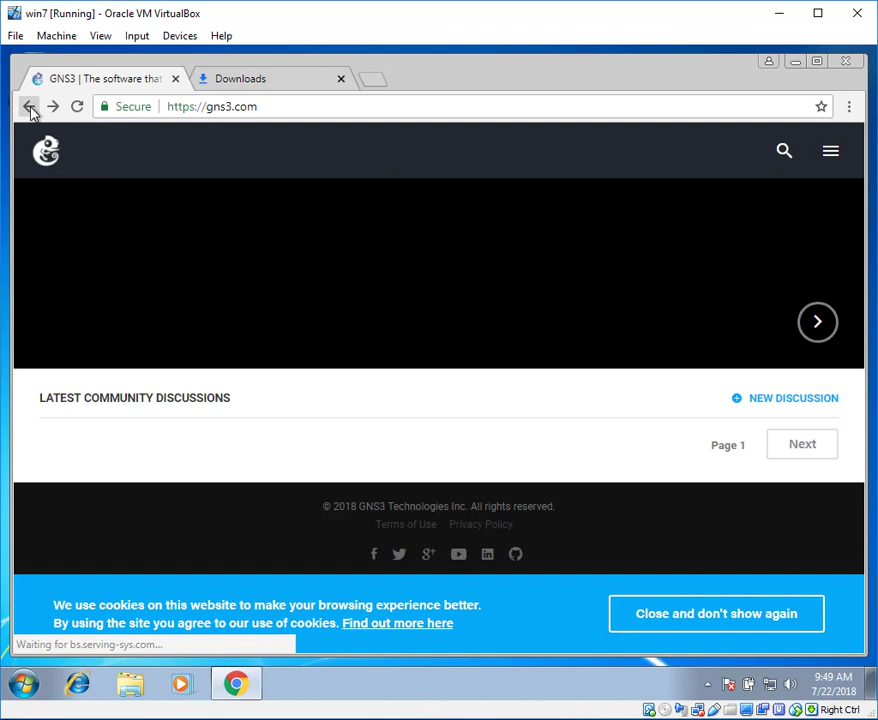 win7 [Running] - Oracle VM VirtualBox
File Machine View Input Devices Help
GNS3 | The software that
Downloads
Secure https://gns3.com
LATEST COMMUNITY DISCUSSIONS
NEW DISCUSSION
Page 1
Next
© 2018 GNS3 Technologies Inc. All rights reserved.
Terms of Use Privacy Policy
We use cookies on this website to make your browsing experience better.
By using the site you agree to our use of cookies. Find out more here
Close and don't show again
Waiting for bs.serving-sys.com...
9:49 AM
7/22/2018
Right Ctrl